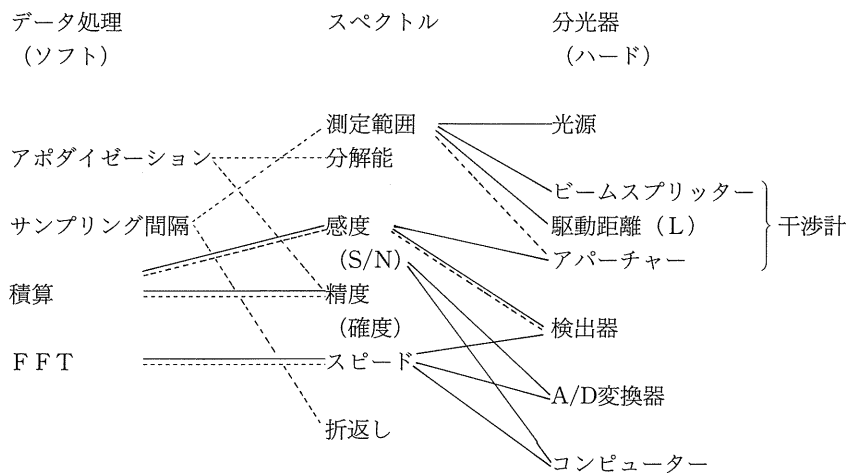 データ処理
(ソフト)
スペクトル
分光器
(ハード)
アポダイゼーション
サンプリング間隔
積算
FFT
測定範囲
分解能
感度
(S/N)
精度
(確度)
スピード
折返し
光源
ビームスプリッター
駆動距離(L)
アパーチャー
干渉計
検出器
A/D変換器
コンピューター